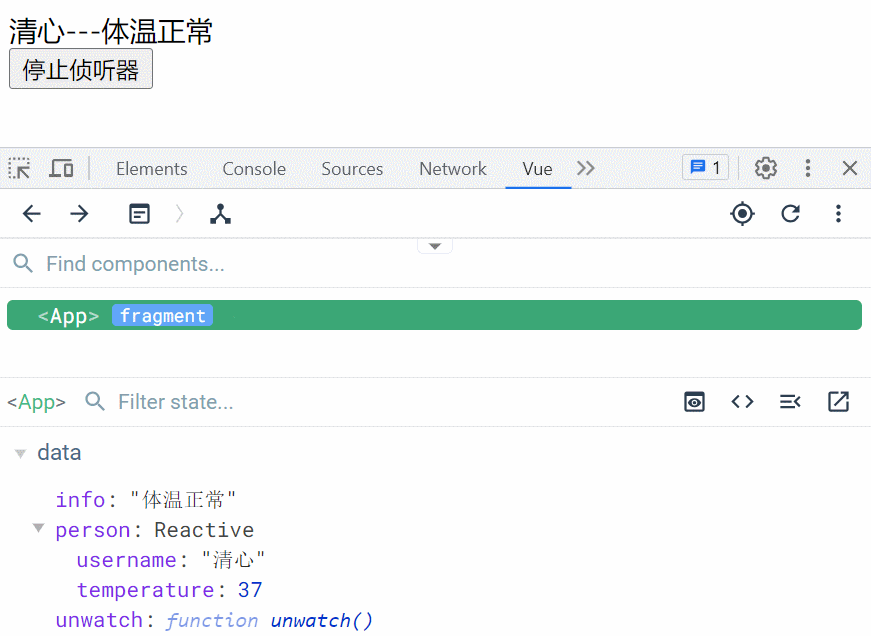 清心---体温正常
停止侦听器
Elements Console Sources Network Vue 1
Find components...
<App> fragment
<App> Filter state...
data
info: "体温正常"
person: Reactive
username: "清心"
temperature: 37
unwatch: function unwatch()